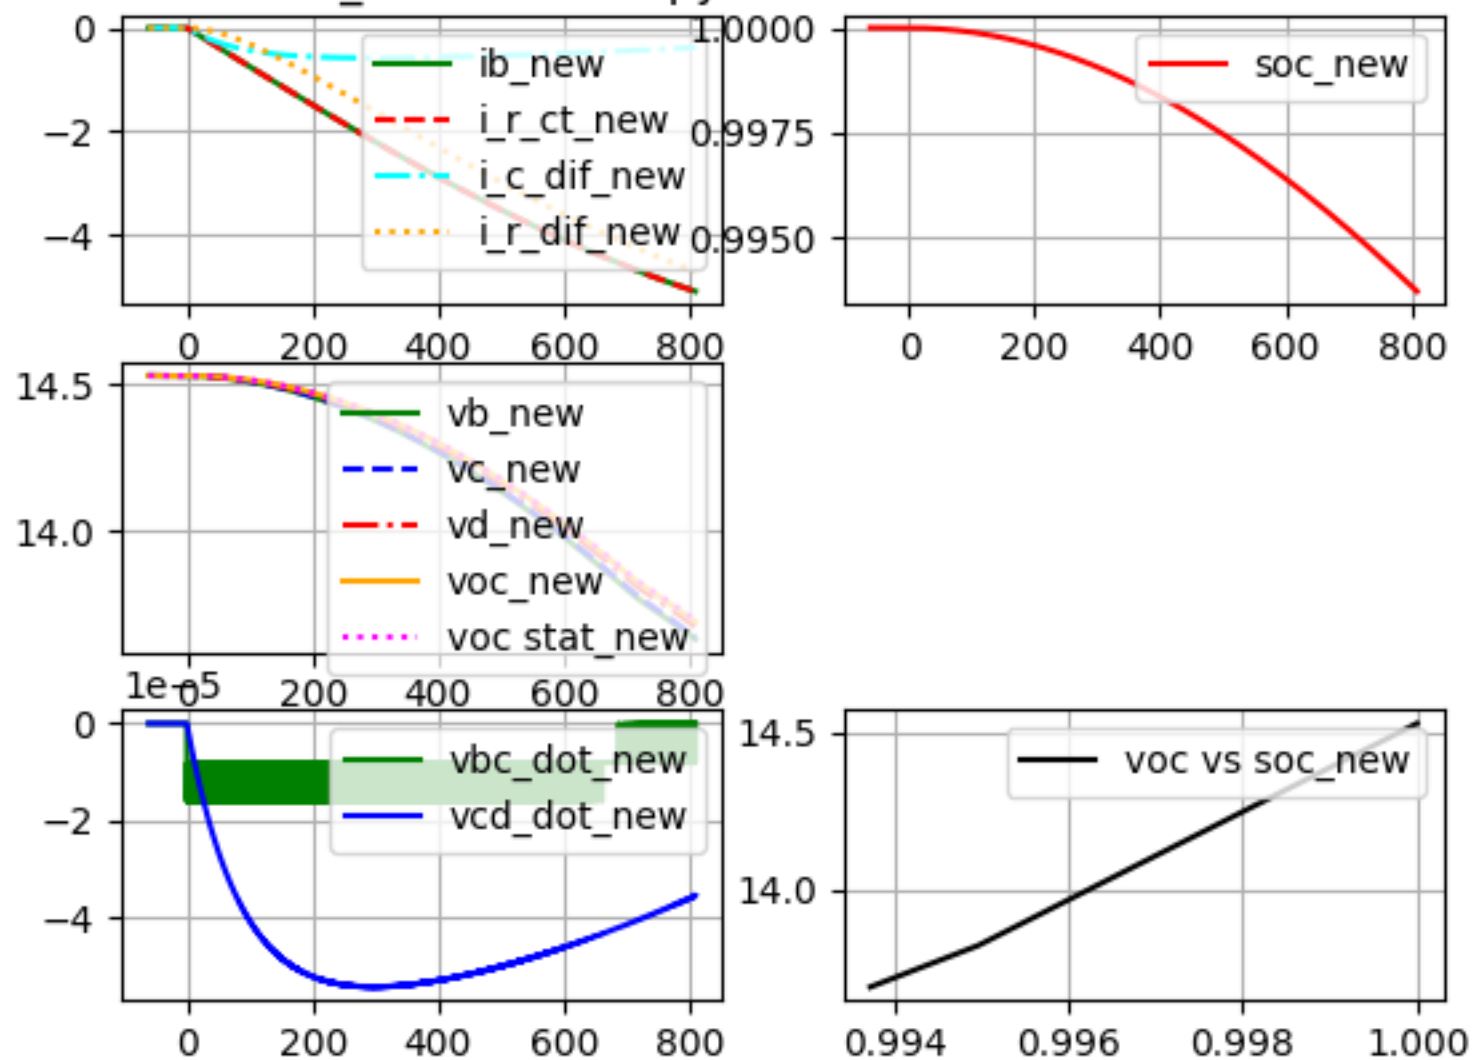 0
−2
−4
0 200 400 600 800
ib_new
i_r_ct_new
i_c_dif_new
i_r_dif_new
1.0000
0.9975
0.9950
0 200 400 600 800
soc_new
14.5
14.0
0 200 400 600 800
vb_new
vc_new
vd_new
voc_new
voc stat_new
1e−5
0
−2
−4
0 200 400 600 800
vbc_dot_new
vcd_dot_new
14.5
14.0
0.994 0.996 0.998 1.000
voc vs soc_new